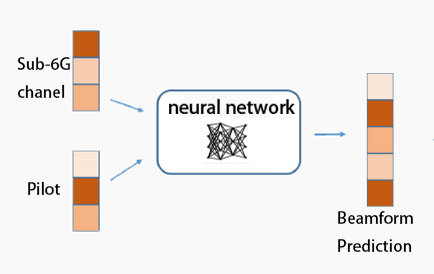 Sub-6G
chanel
neural network
Pilot
Beamform
Prediction